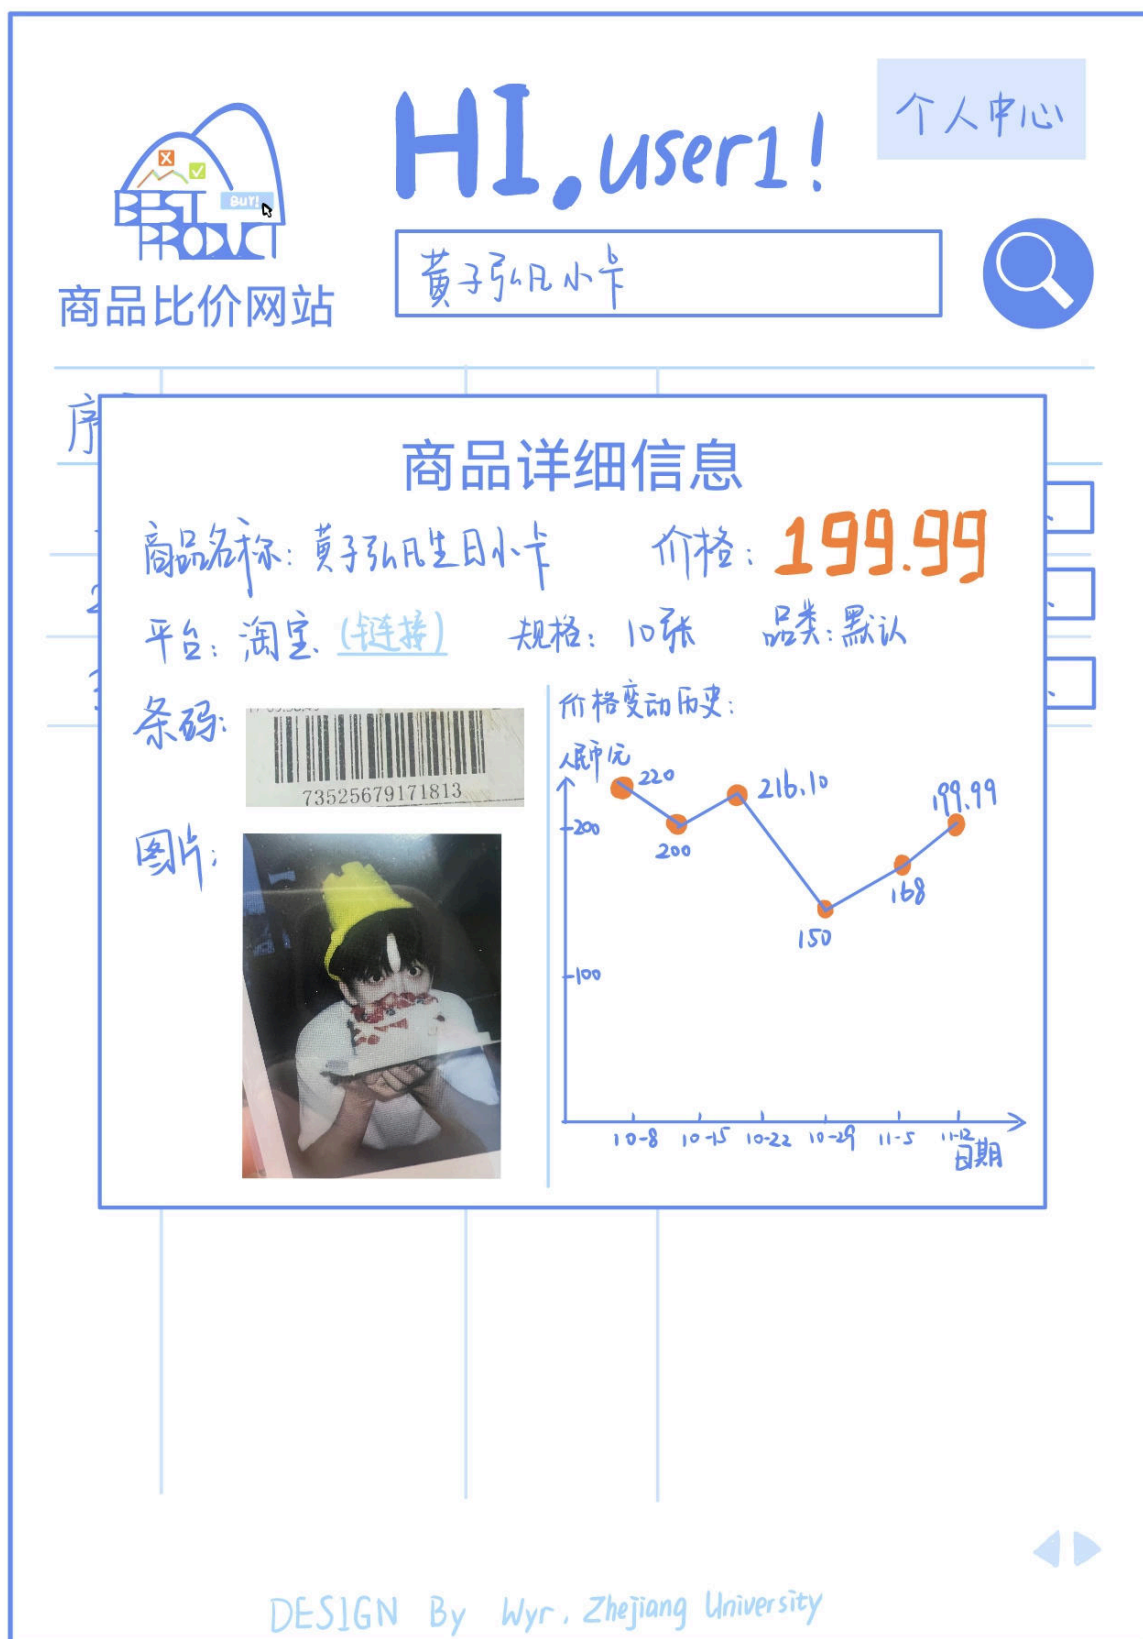 HI,user1!
个人中心
BEST
BUY!
PRODUCT
商品比价网站
黄子弘凡小卡
序
商品详细信息
商品名称:黄子弘凡生日小卡
价格:199.99
平台:淘宝.(链接)
规格:10张
品类:默认
条码:
73525679171813
图片:
价格变动历史:
人民币/元
220
216.10
199.99
200
200
168
150
100
10-8 10-15 10-22 10-29 11-5 11-12
日期
DESIGN By Wyr. Zhejiang University